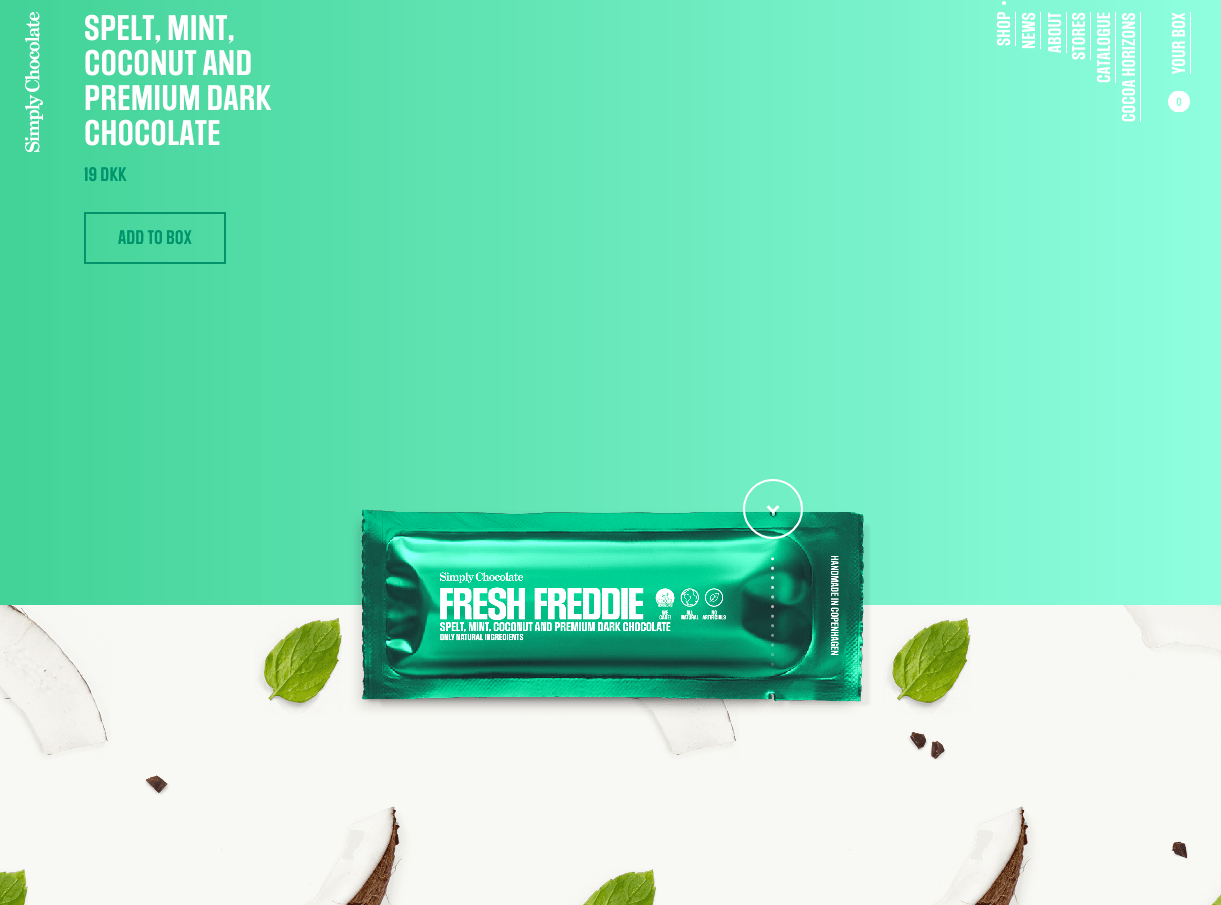 Simply Chocolate
SPELT, MINT,
COCONUT AND
PREMIUM DARK
CHOCOLATE
19 DKK
ADD TO BOX
SHOP
NEWS
ABOUT
STORES
CATALOGUE
COCOA HORIZONS
YOUR BOX
0
Simply Chocolate
FRESH FREDDIE
WE CARE!
ALL NATURAL
NO ARTIFICIALS
SPELT, MINT, COCONUT AND PREMIUM DARK CHOCOLATE
ONLY NATURAL INGREDIENTS
HANDMADE IN COPENHAGEN